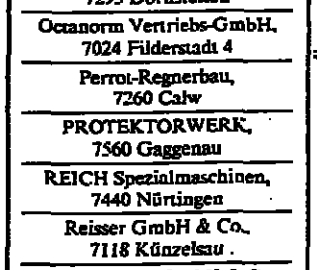 Octanorm Vertriebs-GmbH,
7024 Filderstadt 4
Perrot-Regnerbau,
7260 Calw
PROTEKTORWERK,
7560 Gaggenau
REICH Spezialmaschinen,
7440 Nürtingen
Reisser GmbH & Co.,
7118 Künzelsau